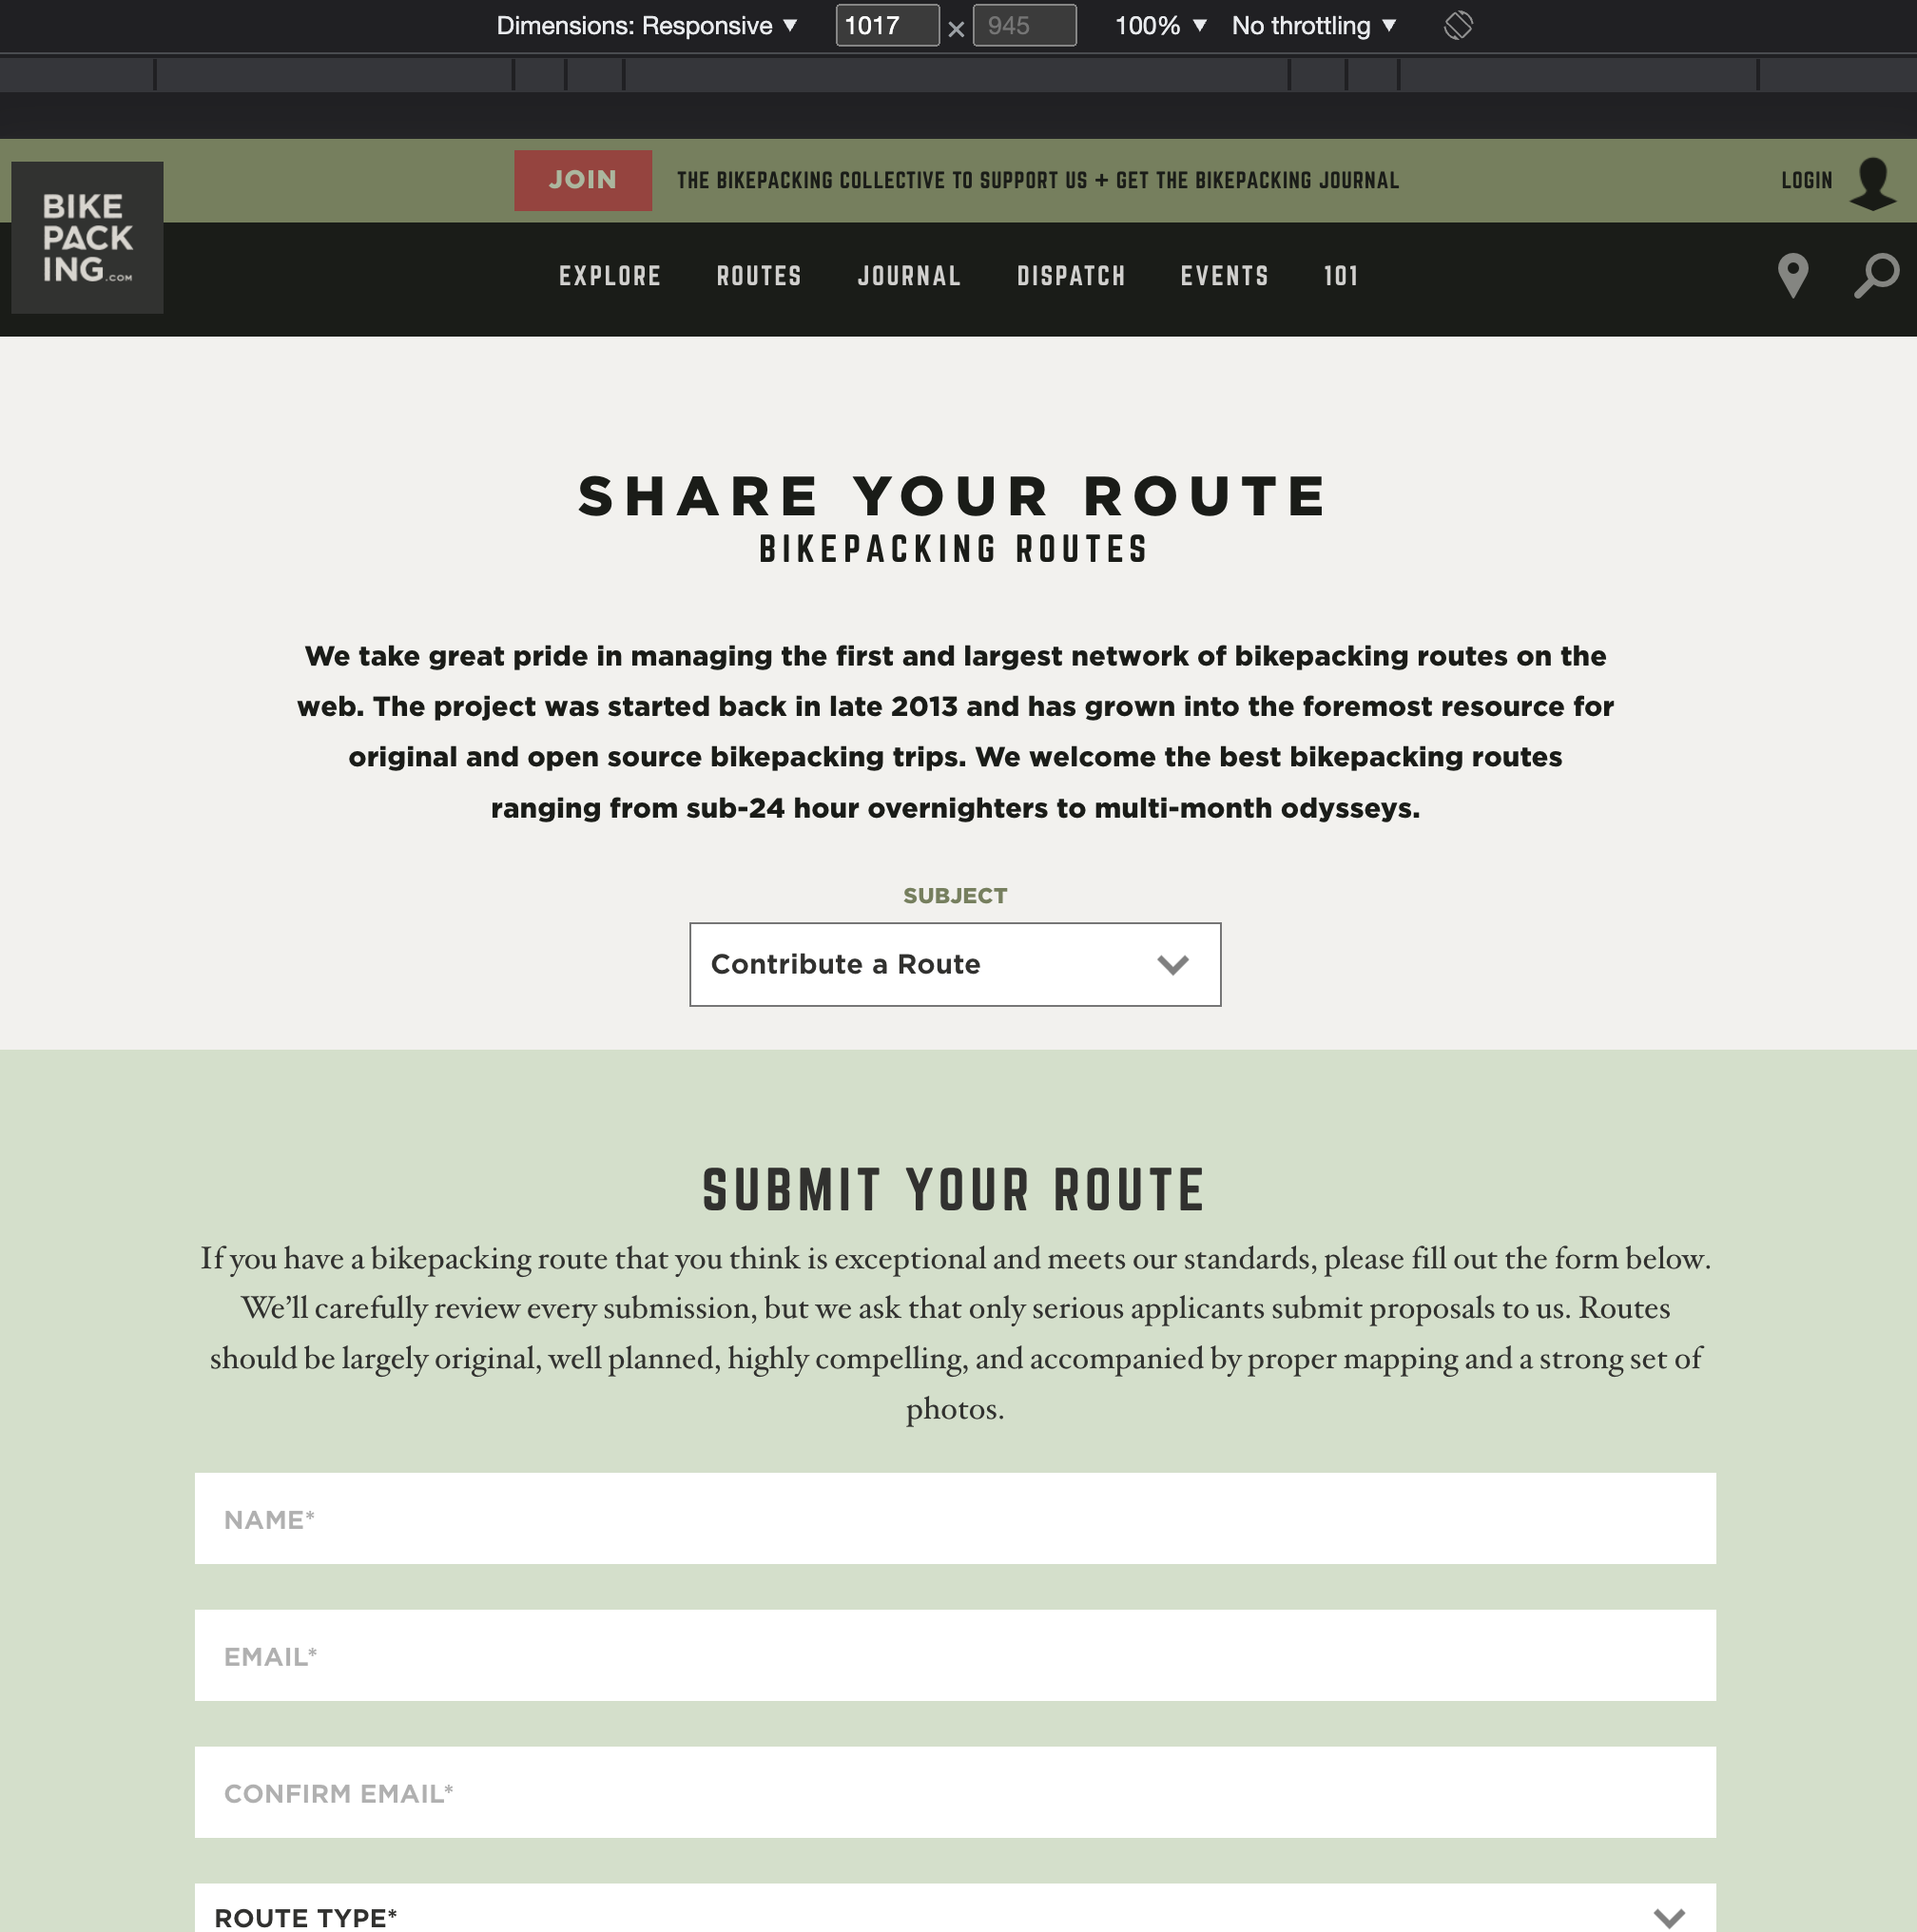 Dimensions: Responsive ▼ 1017 × 945 100% ▼ No throttling ▼
JOIN THE BIKEPACKING COLLECTIVE TO SUPPORT US + GET THE BIKEPACKING JOURNAL LOGIN
BIKE
PACK
ING.COM
EXPLORE ROUTES JOURNAL DISPATCH EVENTS 101
SHARE YOUR ROUTE
BIKEPACKING ROUTES
We take great pride in managing the first and largest network of bikepacking routes on the
web. The project was started back in late 2013 and has grown into the foremost resource for
original and open source bikepacking trips. We welcome the best bikepacking routes
ranging from sub-24 hour overnighters to multi-month odysseys.
SUBJECT
Contribute a Route
SUBMIT YOUR ROUTE
If you have a bikepacking route that you think is exceptional and meets our standards, please fill out the form below.
We’ll carefully review every submission, but we ask that only serious applicants submit proposals to us. Routes
should be largely original, well planned, highly compelling, and accompanied by proper mapping and a strong set of
photos.
NAME*
EMAIL*
CONFIRM EMAIL*
ROUTE TYPE*